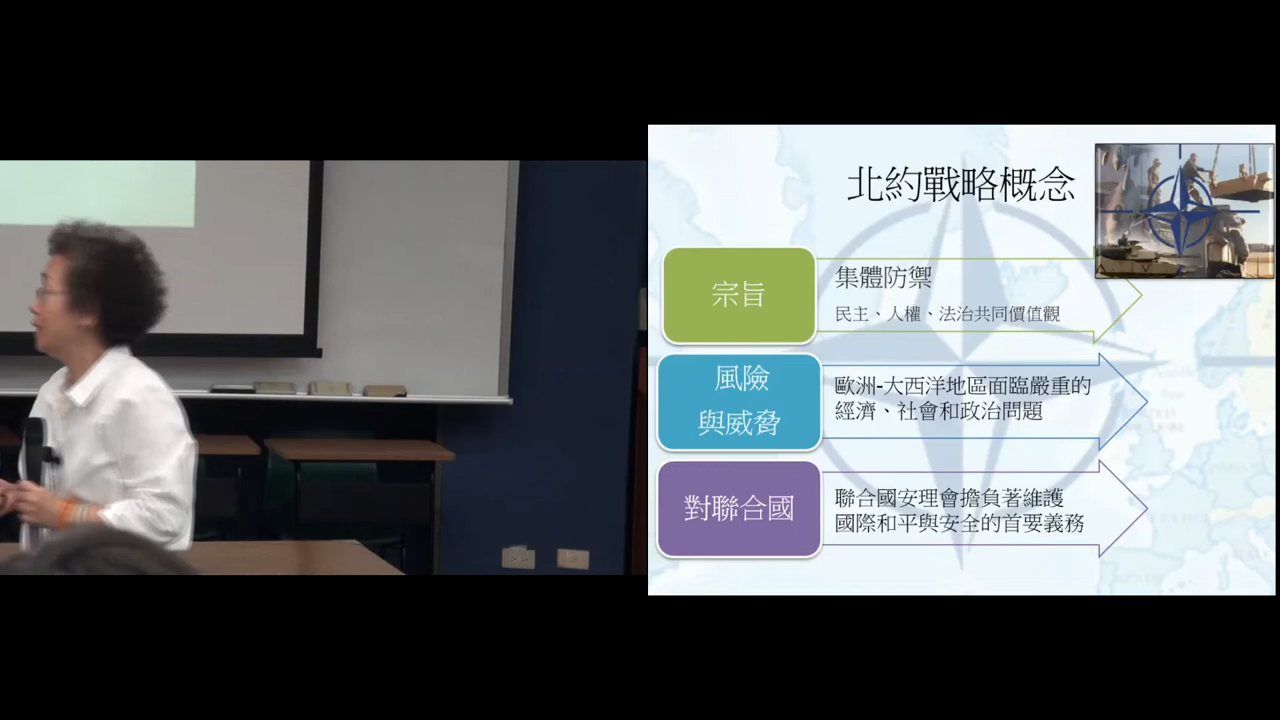 北約戰略概念
宗旨
集體防禦
民主、人權、法治共同價值觀
風險
與威脅
歐洲-大西洋地區面臨嚴重的
經濟、社會和政治問題
對聯合國
聯合國安理會擔負著維護
國際和平與安全的首要義務